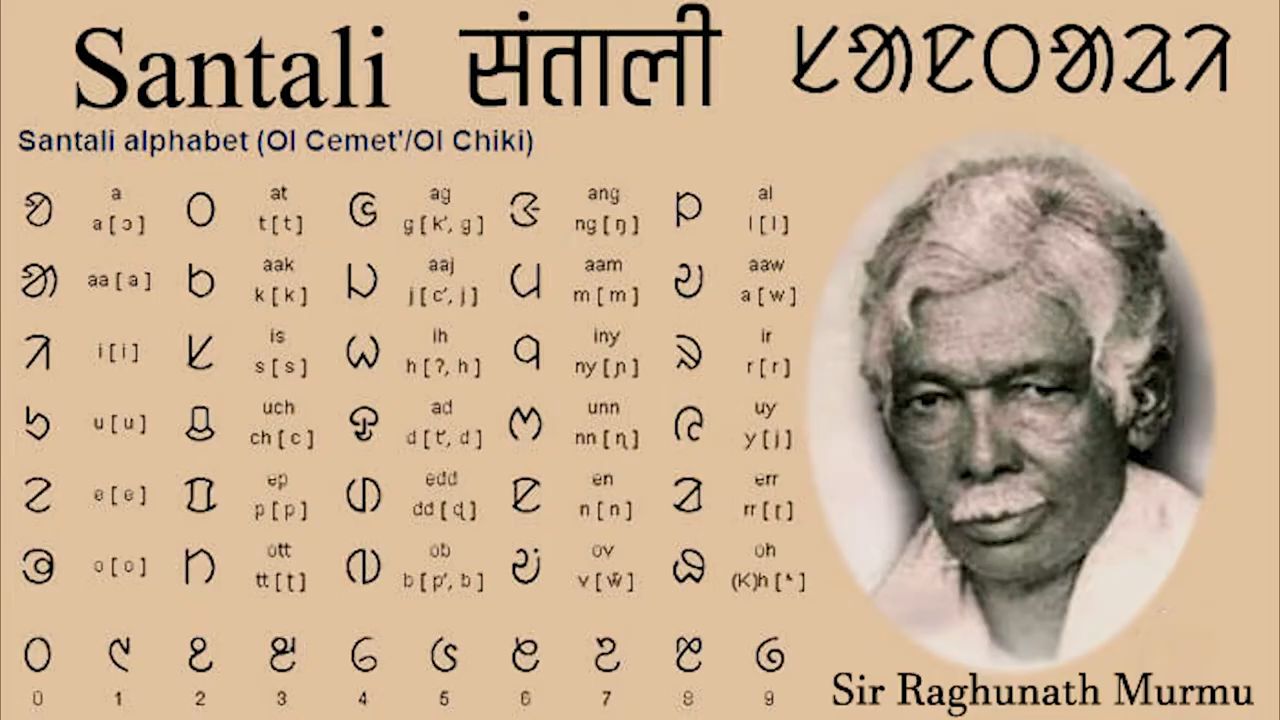 Santali संताली ᱥᱟᱱᱛᱟᱲᱤ
Santali alphabet (Ol Cemet'/Ol Chiki)
ᱚ a ᱛ at ᱜ ag ᱝ ang ᱞ al
a [ ɔ ] t [ t ] g [ k', g ] ng [ ŋ ] l [ l ]
ᱟ aa [ a ] ᱠ aak ᱡ aaj ᱢ aam ᱣ aaw
k [ k ] j [ c', j ] m [ m ] a [ w ]
ᱤ i [ i ] ᱥ is ᱦ ih ᱧ iny ᱨ ir
s [ s ] h [ ʔ, h ] ny [ ɲ ] r [ r ]
ᱩ u [ u ] ᱪ uch ᱫ ad ᱬ unn ᱭ uy
ch [ c ] d [ t', d ] nn [ ɳ ] y [ j ]
ᱮ e [ e ] ᱯ ep ᱰ edd ᱱ en ᱲ err
p [ p ] dd [ ɖ ] n [ n ] rr [ ɽ ]
ᱳ o [ o ] ᱴ ott ᱵ ob ᱶ ov ᱷ oh
tt [ ʈ ] b [ p', b ] v [ w̃ ] (K)h [ ʰ ]
᱐ ᱑ ᱒ ᱓ ᱔ ᱕ ᱖ ᱗ ᱘ ᱙
0 1 2 3 4 5 6 7 8 9
Sir Raghunath Murmu